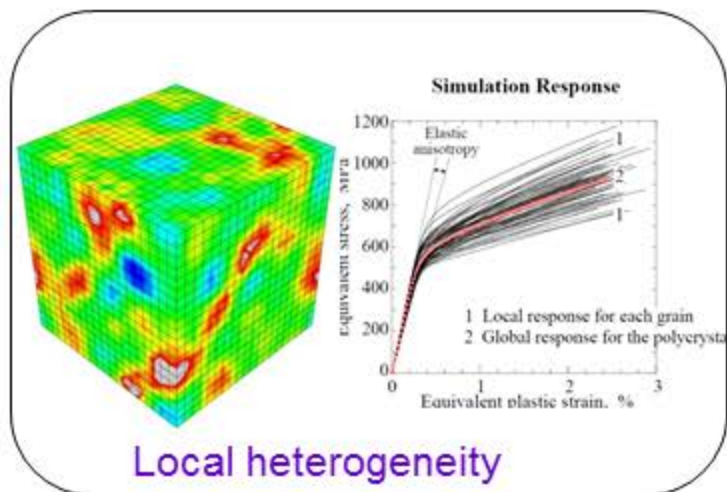 Simulation Response
1200
1000
800
600
400
200
0
Elastic
anisotropy
1
2
1
1 Local response for each grain
2 Global response for the polycrysta
0
1
2
3
Equivalent stress, MPa
Equivalent plastic strain, %
Local heterogeneity